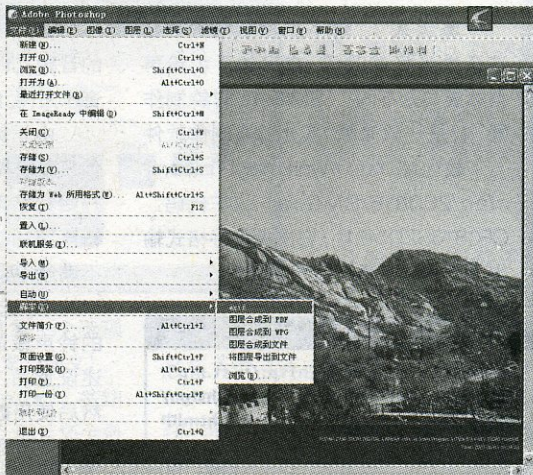 Adobe Photoshop
文件(F) 编辑(E) 图像(I) 图层(L) 选择(S) 滤镜(T) 视图(V) 窗口(W) 帮助(H)
新建(N)... Ctrl+N
打开(O)... Ctrl+O
浏览(B)... Shift+Ctrl+O
打开为(A)... Alt+Ctrl+O
最近打开文件(R)
在 ImageReady 中编辑(D) Shift+Ctrl+M
关闭(C) Ctrl+W
关闭全部
存储(S) Ctrl+S
存储为(V)... Shift+Ctrl+S
存储为 Web 所用格式(W)... Alt+Shift+Ctrl+S
恢复(T) F12
置入(L)...
联机服务(I)...
导入(M)
导出(E)
自动(U)
脚本(K)
图层合成到 PDF
图层合成到 WPG
图层合成到文件
将图层导出到文件
浏览(B)...
文件简介(F)... Alt+Ctrl+I
页面设置(G)... Shift+Ctrl+P
打印预览(H)... Alt+Ctrl+P
打印(P)... Ctrl+P
打印一份(Y) Alt+Shift+Ctrl+P
退出(Q) Ctrl+Q